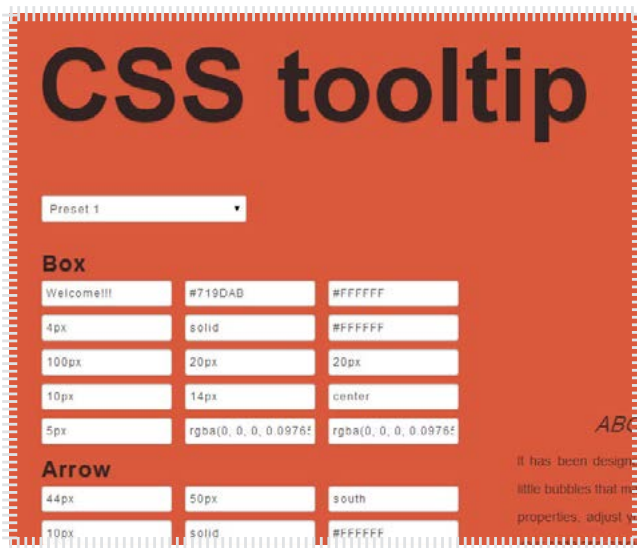 CSS tooltip
Preset 1
Box
Welcome!!! #719DAB #FFFFFF
4px solid #FFFFFF
100px 20px 20px
10px 14px center
5px rgba(0, 0, 0, 0.0976 rgba(0, 0, 0, 0.0976
Arrow
44px 50px south
10px solid #FFFFFF
It has been design
little bubbles that
properties, adjust